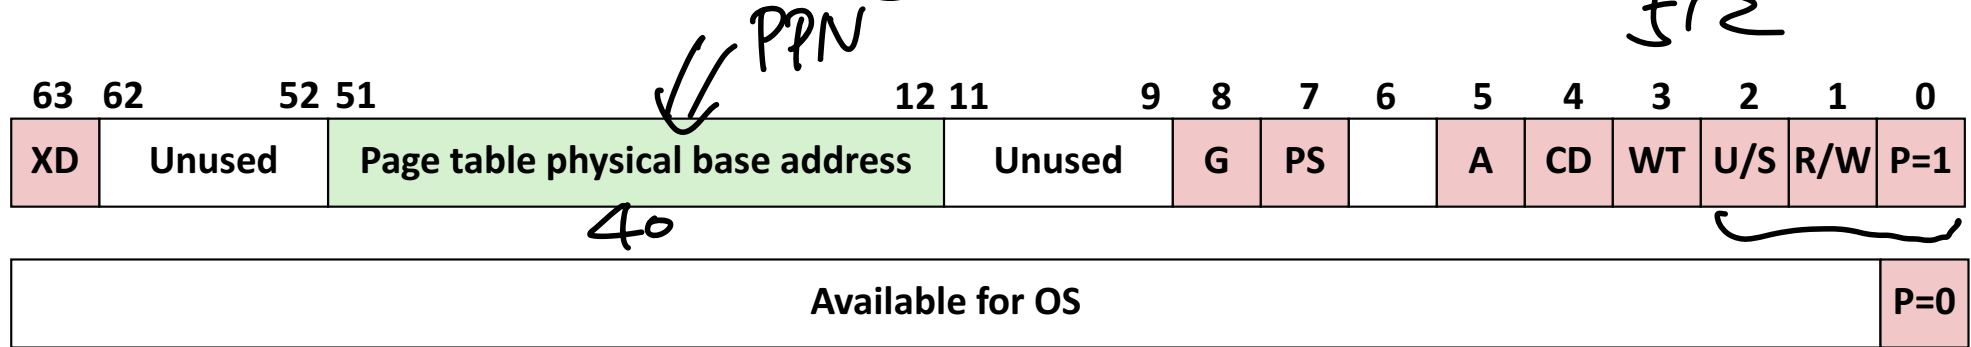 PPN
512
63 62 52 51 12 11 9 8 7 6 5 4 3 2 1 0
XD Unused Page table physical base address Unused G PS A CD WT U/S R/W P=1
40
Available for OS P=0